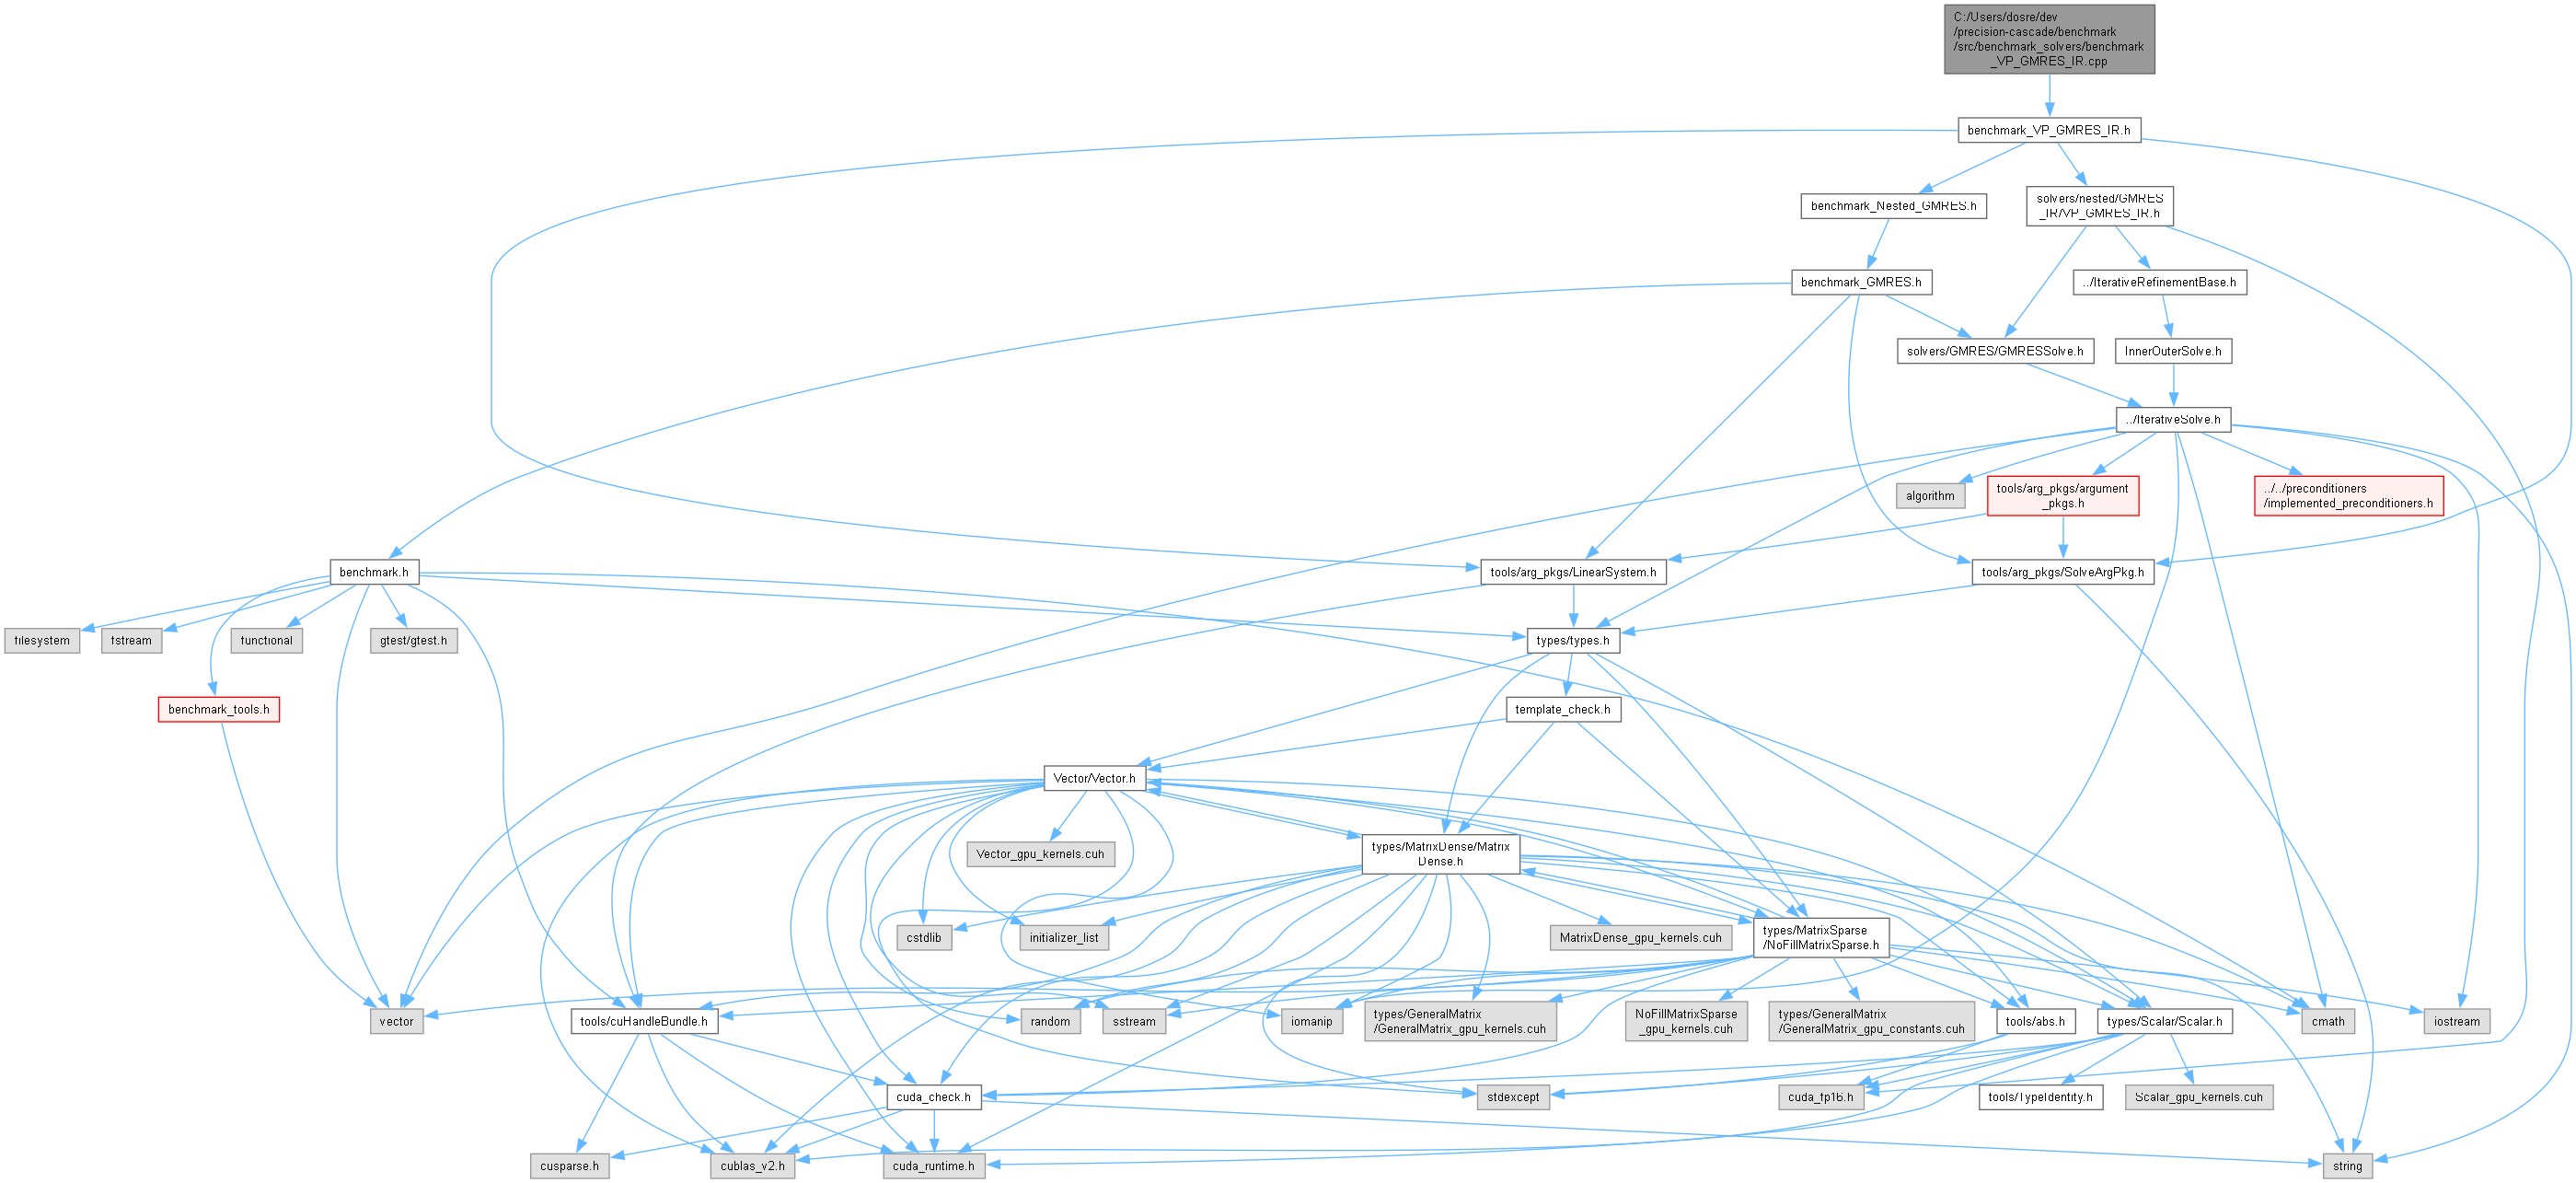 C:/Users/dosre/dev
/precision-cascade/benchmark
/src/benchmark_solvers/benchmark
_VP_GMRES_IR.cpp
benchmark_VP_GMRES_IR.h
benchmark_Nested_GMRES.h
solvers/nested/GMRES
_IR/VP_GMRES_IR.h
benchmark_GMRES.h
../IterativeRefinementBase.h
solvers/GMRES/GMRESSolve.h
InnerOuterSolve.h
../IterativeSolve.h
algorithm
tools/arg_pkgs/argument
_pkgs.h
../../preconditioners
/implemented_preconditioners.h
benchmark.h
tools/arg_pkgs/LinearSystem.h
tools/arg_pkgs/SolveArgPkg.h
filesystem
fstream
functional
gtest/gtest.h
types/types.h
benchmark_tools.h
template_check.h
Vector/Vector.h
Vector_gpu_kernels.cuh
types/MatrixDense/Matrix
Dense.h
cstdlib
initializer_list
MatrixDense_gpu_kernels.cuh
types/MatrixSparse
/NoFillMatrixSparse.h
vector
tools/cuHandleBundle.h
random
sstream
iomanip
types/GeneralMatrix
/GeneralMatrix_gpu_kernels.cuh
NoFillMatrixSparse
_gpu_kernels.cuh
types/GeneralMatrix
/GeneralMatrix_gpu_constants.cuh
tools/abs.h
types/Scalar/Scalar.h
cmath
iostream
cuda_check.h
stdexcept
cuda_fp16.h
tools/TypeIdentity.h
Scalar_gpu_kernels.cuh
cusparse.h
cublas_v2.h
cuda_runtime.h
string